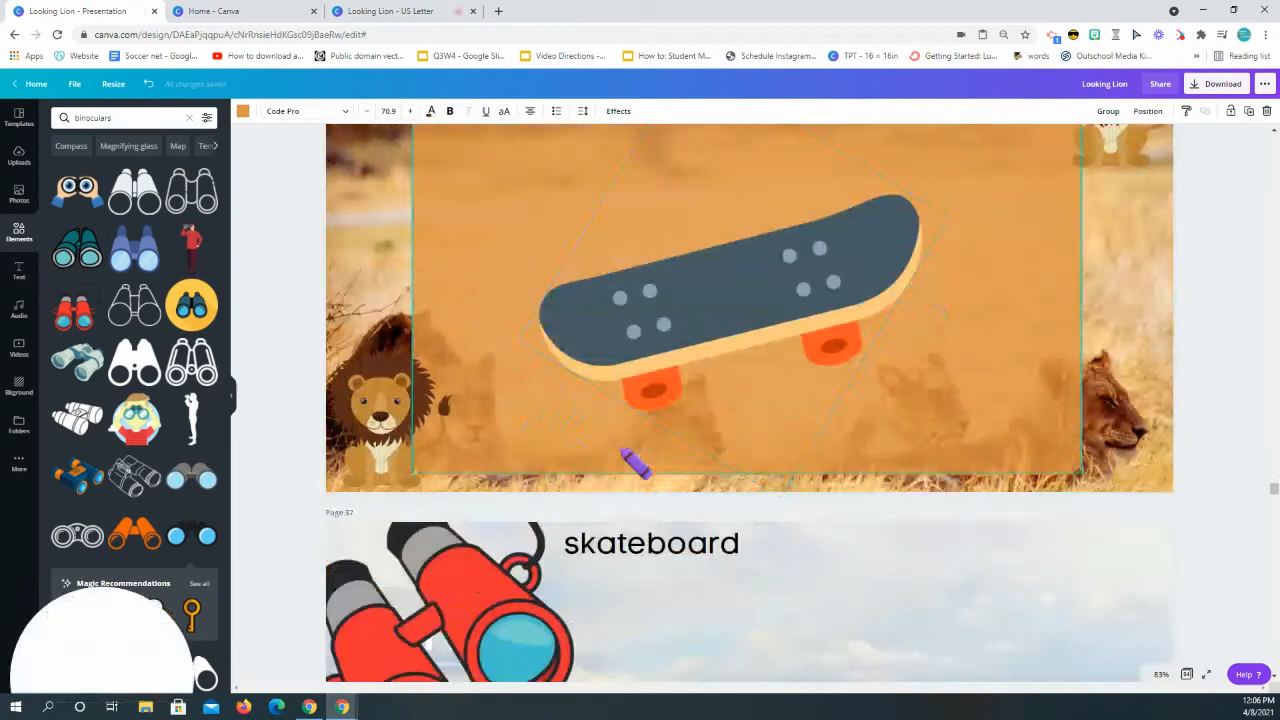 Looking Lion - Presentation
Home - Canva
Looking Lion - US Letter
canva.com/design/DAEaPjqqpuA/cNrRnsieHdKGsc09jBaeRw/edit#
Apps
Website
Soccer net - Googl...
How to download a...
Public domain vect...
Q3W4 - Google Sli...
Video Directions -...
How to: Student M...
Schedule Instagram...
TPT - 16 × 16in
Getting Started: Lu...
words
Outschool Media Ki...
Reading list
Home
File
Resize
All changes saved
Looking Lion
Share
Download
Templates
binoculars
Code Pro
70.9
A
B
I
U
aA
Effects
Group
Position
Compass
Magnifying glass
Map
Uploads
Photos
Elements
Text
Audio
Videos
Bkground
Folders
More
Page 37
skateboard
Magic Recommendations
See all
83%
Help ?
12:06 PM
4/8/2021